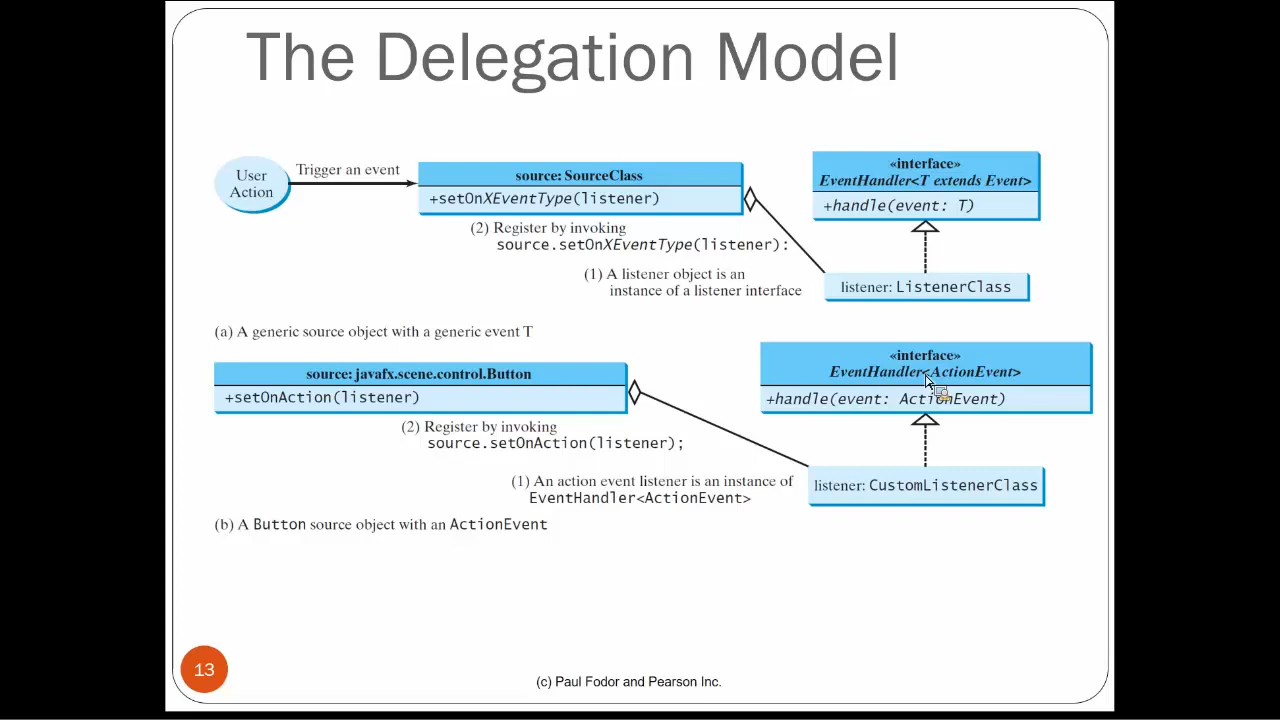 The Delegation Model
User
Action
Trigger an event
source: SourceClass
+setOnXEventType(listener)
«interface»
EventHandler<T extends Event>
+handle(event: T)
(2) Register by invoking
source.setOnXEventType(listener):
(1) A listener object is an
instance of a listener interface
listener: ListenerClass
(a) A generic source object with a generic event T
source: javafx.scene.control.Button
+setOnAction(listener)
«interface»
EventHandler<ActionEvent>
+handle(event: ActionEvent)
(2) Register by invoking
source.setOnAction(listener);
(1) An action event listener is an instance of
EventHandler<ActionEvent>
listener: CustomListenerClass
(b) A Button source object with an ActionEvent
13
(c) Paul Fodor and Pearson Inc.